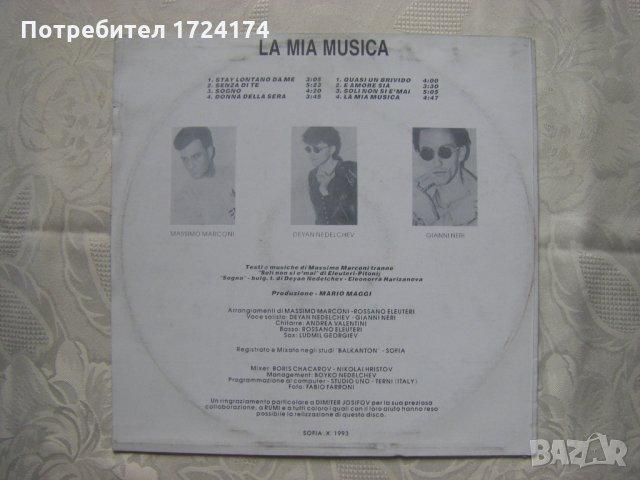 Потребител 1724174
LA MIA MUSICA
1. STAY LONTANO DA ME 3:05
2. SENZA DI TE 5:23
3. SOGNO 4:20
4. DONNA DELLA SERA 3:45
1. QUASI UN BRIVIDO 4:00
2. E AMORE SIA 3:30
3. SOLI NON SI E'MAI 5:05
4. LA MIA MUSICA 4:47
MASSIMO MARCONI
DEYAN NEDELCHEV
GIANNI NERI
Testi e musiche di Massimo Marconi tranne
"Soli non si e'mai" di Eleuteri-Pitoni;
"Sogno" - bulg. t. di Deyan Nedelchev - Eleonorra Harizanova
Produzione - MARIO MAGGI
Arrangiamenti di MASSIMO MARCONI -ROSSANO ELEUTERI
Voce solista: DEYAN NEDELCHEV - GIANNI NERI
Chitarre: ANDREA VALENTINI
Basso: ROSSANO ELEUTERI
Sax: LUDMIL GEORGIEV
Registrato e Mixato negli studi "BALKANTON" - SOFIA
Mixer: BORIS CHACAROV - NIKOLAI HRISTOV
Management: BOYKO NEDELCHEV
Programmazione al computer - STUDIO UNO - TERNI (ITALY)
Foto: FABIO FARRONI
Un ringraziamento particolare a DIMITER JOSIFOV per la sua preziosa
collaborazione, a RUMI e a tutti coloro i quali con il loro aiuto hanno reso
possibile la relizzazione di questo disco.
SOFIA X 1993
BAZAR
bg